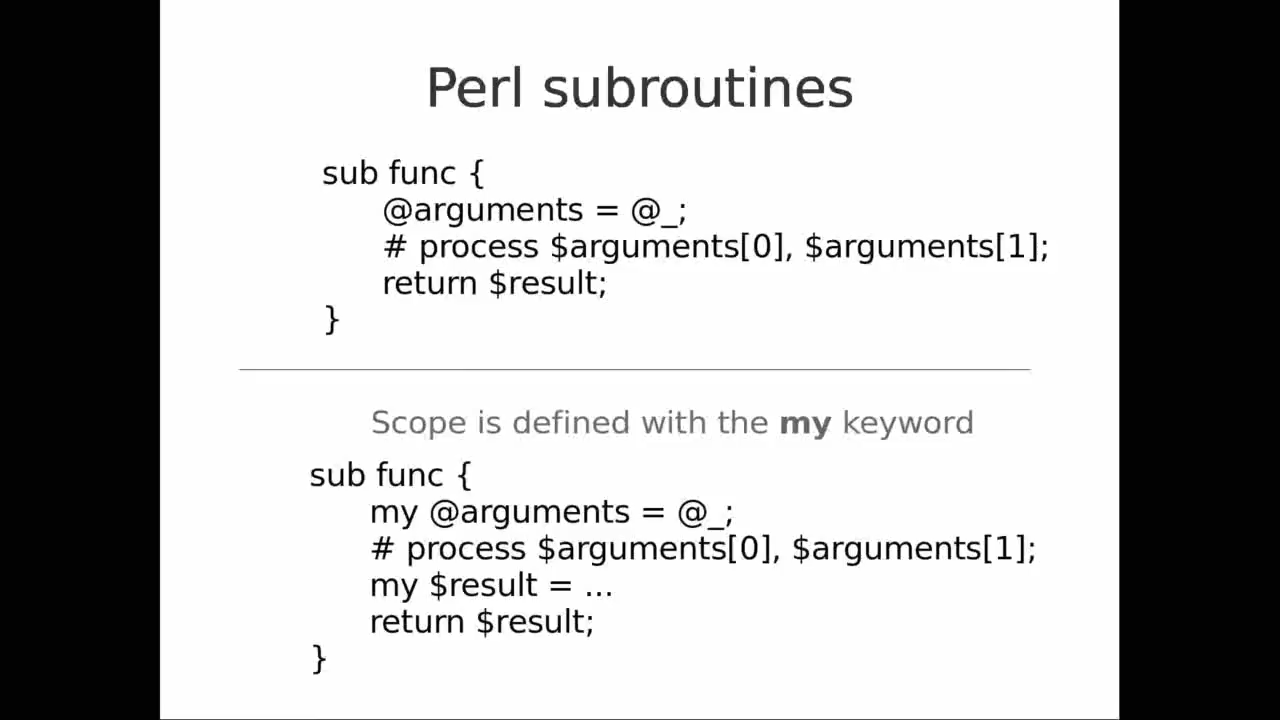 Perl subroutines
sub func {
@arguments = @_;
# process $arguments[0], $arguments[1];
return $result;
}
Scope is defined with the my keyword
sub func {
my @arguments = @_;
# process $arguments[0], $arguments[1];
my $result = ...
return $result;
}